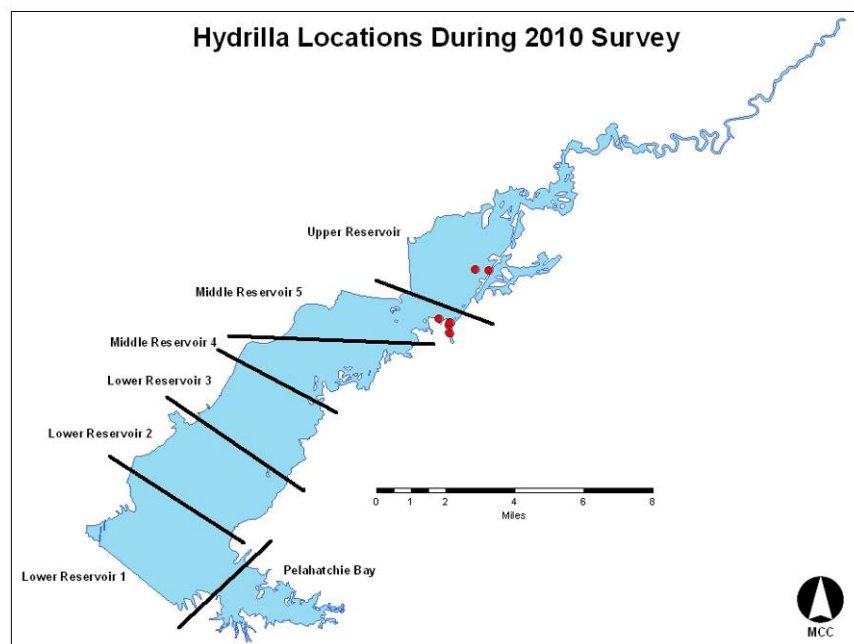 Hydrilla Locations During 2010 Survey
Upper Reservoir
Middle Reservoir 5
Middle Reservoir 4
Lower Reservoir 3
Lower Reservoir 2
Lower Reservoir 1
Pelahatchie Bay
0 1 2 4 6 8
Miles
MCC